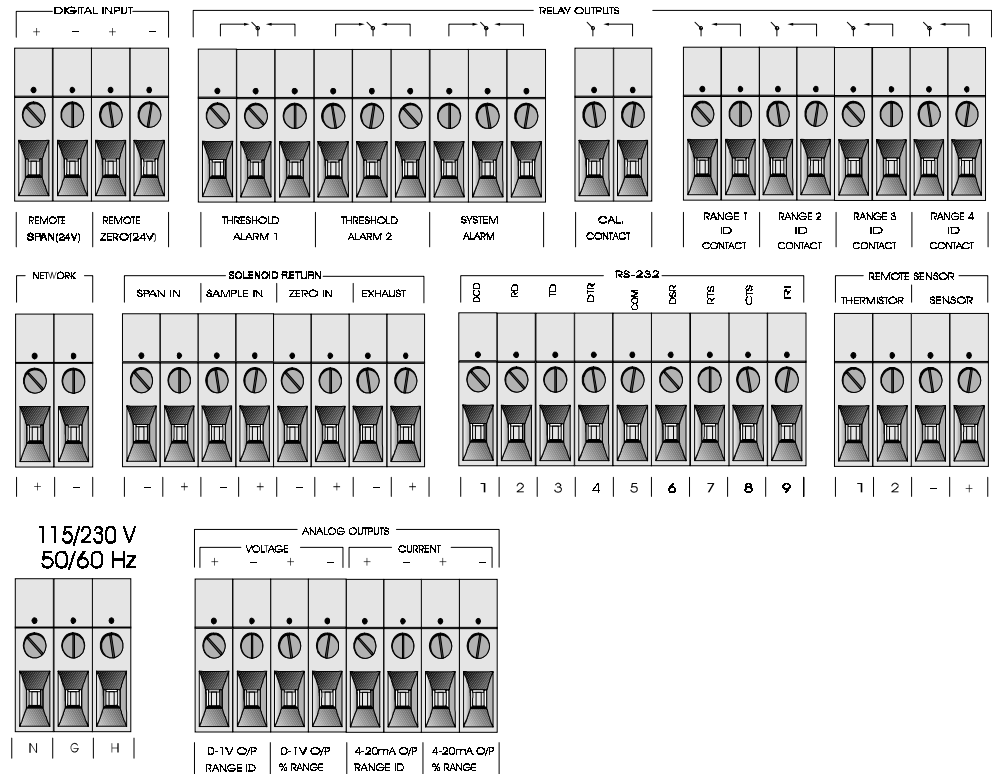 DIGITAL INPUT
+ − + −
REMOTE SPAN(24V)
REMOTE ZERO(24V)
RELAY OUTPUTS
THRESHOLD ALARM 1
THRESHOLD ALARM 2
SYSTEM ALARM
CAL. CONTACT
RANGE 1 ID CONTACT
RANGE 2 ID CONTACT
RANGE 3 ID CONTACT
RANGE 4 ID CONTACT
NETWORK
+ −
SOLENOID RETURN
SPAN IN SAMPLE IN ZERO IN EXHAUST
− + − + − + − +
RS-232
DCD RD TD DTR COM DSR RTS CTS RI
1 2 3 4 5 6 7 8 9
REMOTE SENSOR
THERMISTOR SENSOR
1 2 − +
115/230 V
50/60 Hz
N G H
ANALOG OUTPUTS
VOLTAGE CURRENT
+ − + − + − + −
0-1V O/P RANGE ID
0-1V O/P % RANGE
4-20mA O/P RANGE ID
4-20mA O/P % RANGE